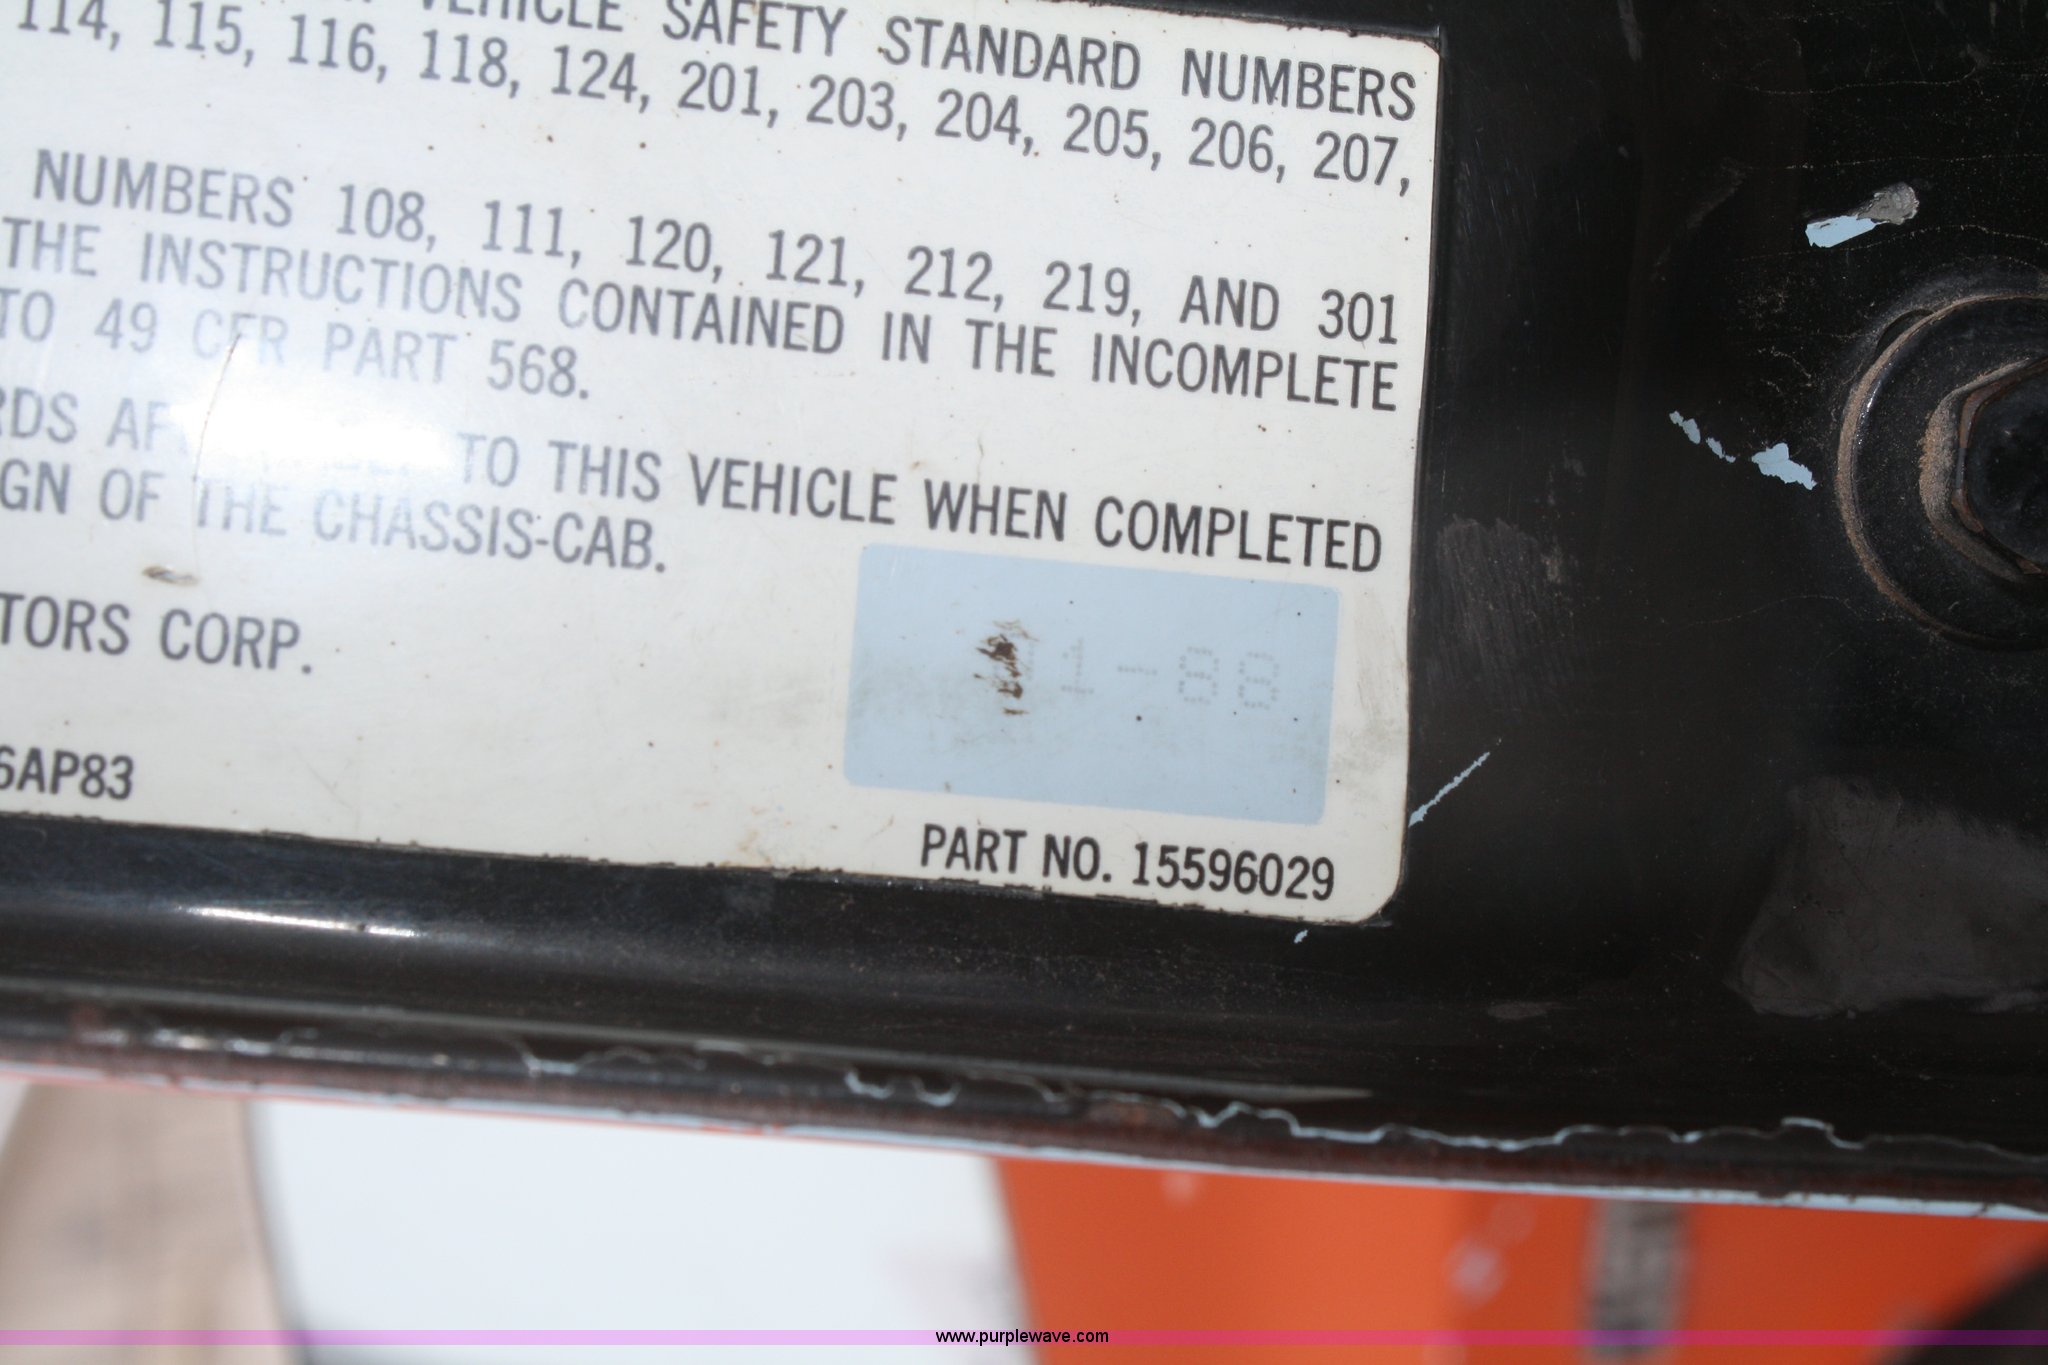 VEHICLE SAFETY STANDARD NUMBERS
114, 115, 116, 118, 124, 201, 203, 204, 205, 206, 207,
NUMBERS 108, 111, 120, 121, 212, 219, AND 301
THE INSTRUCTIONS CONTAINED IN THE INCOMPLETE
TO 49 CFR PART 568.
TO THIS VEHICLE WHEN COMPLETED
GN OF THE CHASSIS-CAB.
1-88
TORS CORP.
6AP83
PART NO. 15596029
www.purplewave.com